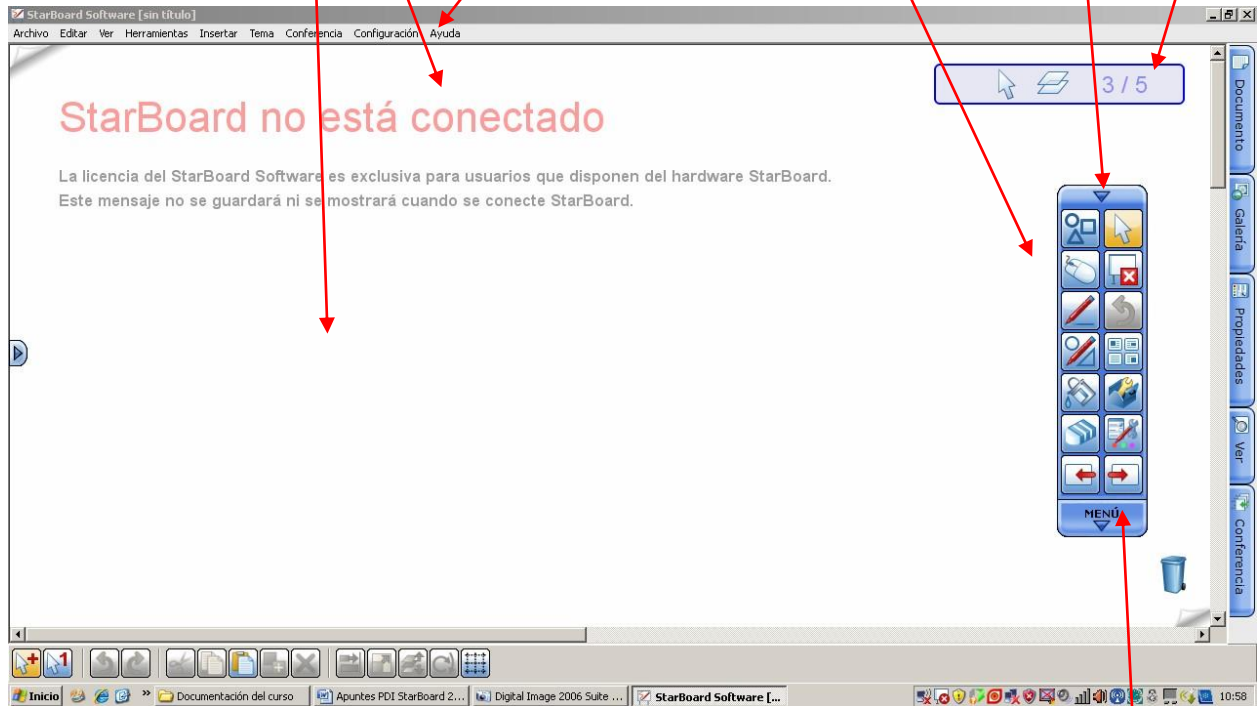 StarBoard Software [sin título]
Archivo Editar Ver Herramientas Insertar Tema Conferencia Configuración Ayuda
3 / 5
StarBoard no está conectado
La licencia del StarBoard Software es exclusiva para usuarios que disponen del hardware StarBoard.
Este mensaje no se guardará ni se mostrará cuando se conecte StarBoard.
Documento
Galería
Propiedades
Ver
Conferencia
MENÚ
1
Inicio » Documentación del curso Apuntes PDI StarBoard 2... Digital Image 2006 Suite ... StarBoard Software [... 10:58